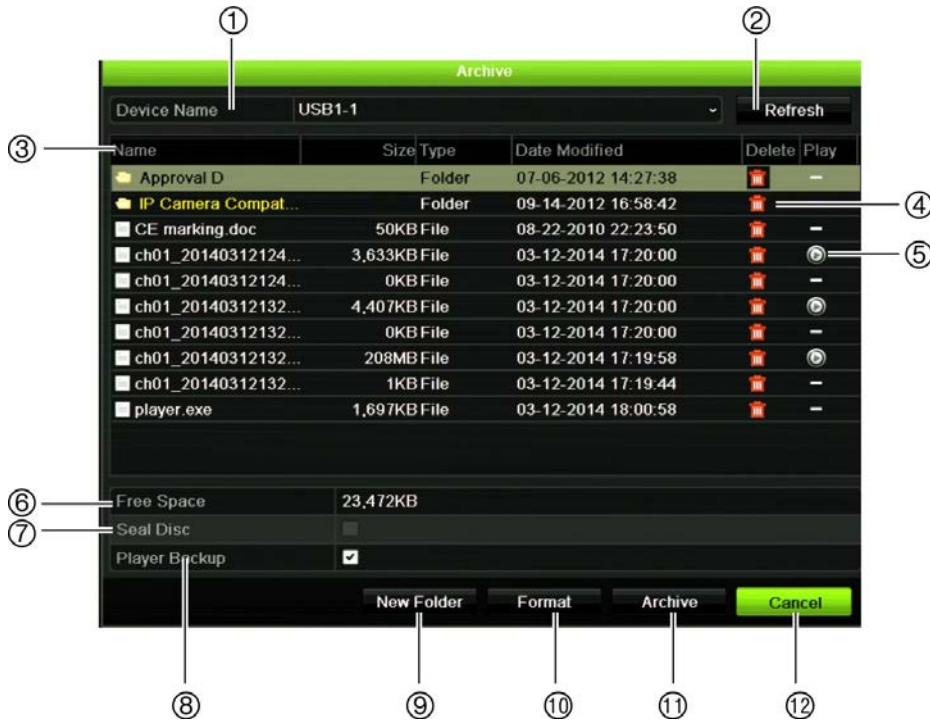 ① ②
Archive
Device Name USB1-1 Refresh
③ Name Size Type Date Modified Delete Play
Approval D Folder 07-06-2012 14:27:38 –
IP Camera Compat... Folder 09-14-2012 16:58:42 ④
CE marking.doc 50KB File 08-22-2010 22:23:50 –
ch01_20140312124... 3,633KB File 03-12-2014 17:20:00 ⑤
ch01_20140312124... 0KB File 03-12-2014 17:20:00 –
ch01_20140312132... 4,407KB File 03-12-2014 17:20:00
ch01_20140312132... 0KB File 03-12-2014 17:20:00 –
ch01_20140312132... 208MB File 03-12-2014 17:19:58
ch01_20140312132... 1KB File 03-12-2014 17:19:44 –
player.exe 1,697KB File 03-12-2014 18:00:58 –
⑥ Free Space 23,472KB
⑦ Seal Disc
Player Backup
New Folder Format Archive Cancel
⑧ ⑨ ⑩ ⑪ ⑫